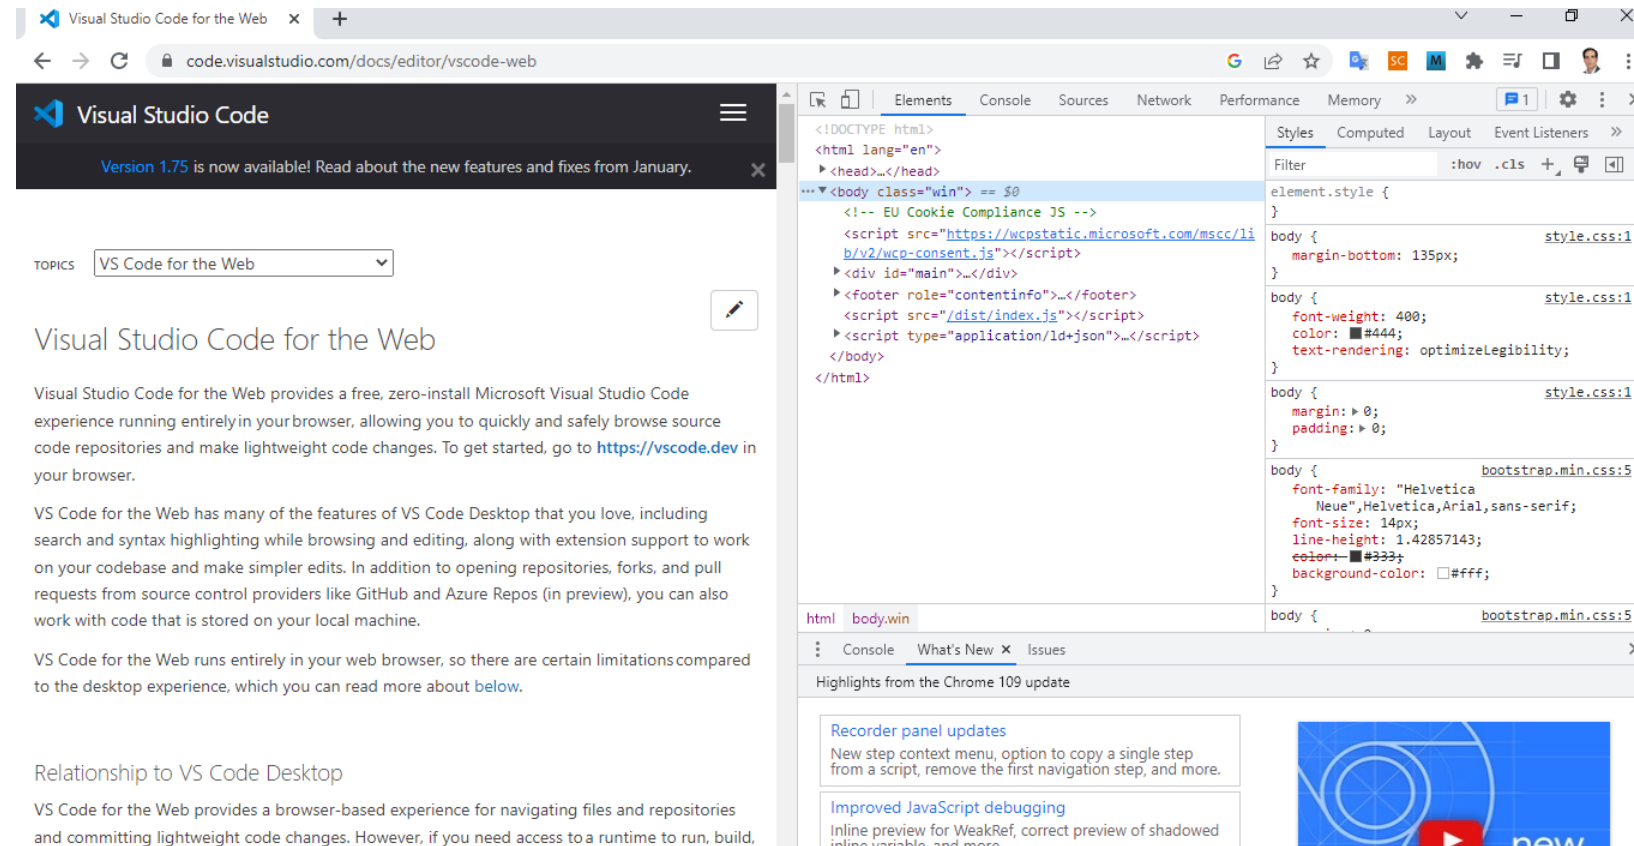 Visual Studio Code for the Web
code.visualstudio.com/docs/editor/vscode-web
SC
M
Visual Studio Code
Version 1.75 is now available! Read about the new features and fixes from January.
TOPICS
VS Code for the Web
Visual Studio Code for the Web
Visual Studio Code for the Web provides a free, zero-install Microsoft Visual Studio Code
experience running entirely in your browser, allowing you to quickly and safely browse source
code repositories and make lightweight code changes. To get started, go to https://vscode.dev in
your browser.
VS Code for the Web has many of the features of VS Code Desktop that you love, including
search and syntax highlighting while browsing and editing, along with extension support to work
on your codebase and make simpler edits. In addition to opening repositories, forks, and pull
requests from source control providers like GitHub and Azure Repos (in preview), you can also
work with code that is stored on your local machine.
VS Code for the Web runs entirely in your web browser, so there are certain limitations compared
to the desktop experience, which you can read more about below.
Relationship to VS Code Desktop
VS Code for the Web provides a browser-based experience for navigating files and repositories
and committing lightweight code changes. However, if you need access to a runtime to run, build,
Elements Console Sources Network Performance Memory
1
<!DOCTYPE html>
<html lang="en">
<head>…</head>
<body class="win"> == $0
<!-- EU Cookie Compliance JS -->
<script src="https://wcpstatic.microsoft.com/mscc/li
b/v2/wcp-consent.js"></script>
<div id="main">…</div>
<footer role="contentinfo">…</footer>
<script src="/dist/index.js"></script>
<script type="application/ld+json">…</script>
</body>
</html>
html body.win
Styles Computed Layout Event Listeners
Filter :hov .cls
element.style {
}
body { style.css:1
margin-bottom: 135px;
}
body { style.css:1
font-weight: 400;
color: #444;
text-rendering: optimizeLegibility;
}
body { style.css:1
margin: 0;
padding: 0;
}
body { bootstrap.min.css:5
font-family: "Helvetica
Neue",Helvetica,Arial,sans-serif;
font-size: 14px;
line-height: 1.42857143;
color: #333;
background-color: #fff;
}
body { bootstrap.min.css:5
Console What's New Issues
Highlights from the Chrome 109 update
Recorder panel updates
New step context menu, option to copy a single step
from a script, remove the first navigation step, and more.
Improved JavaScript debugging
Inline preview for WeakRef, correct preview of shadowed
inline variable, and more.
new